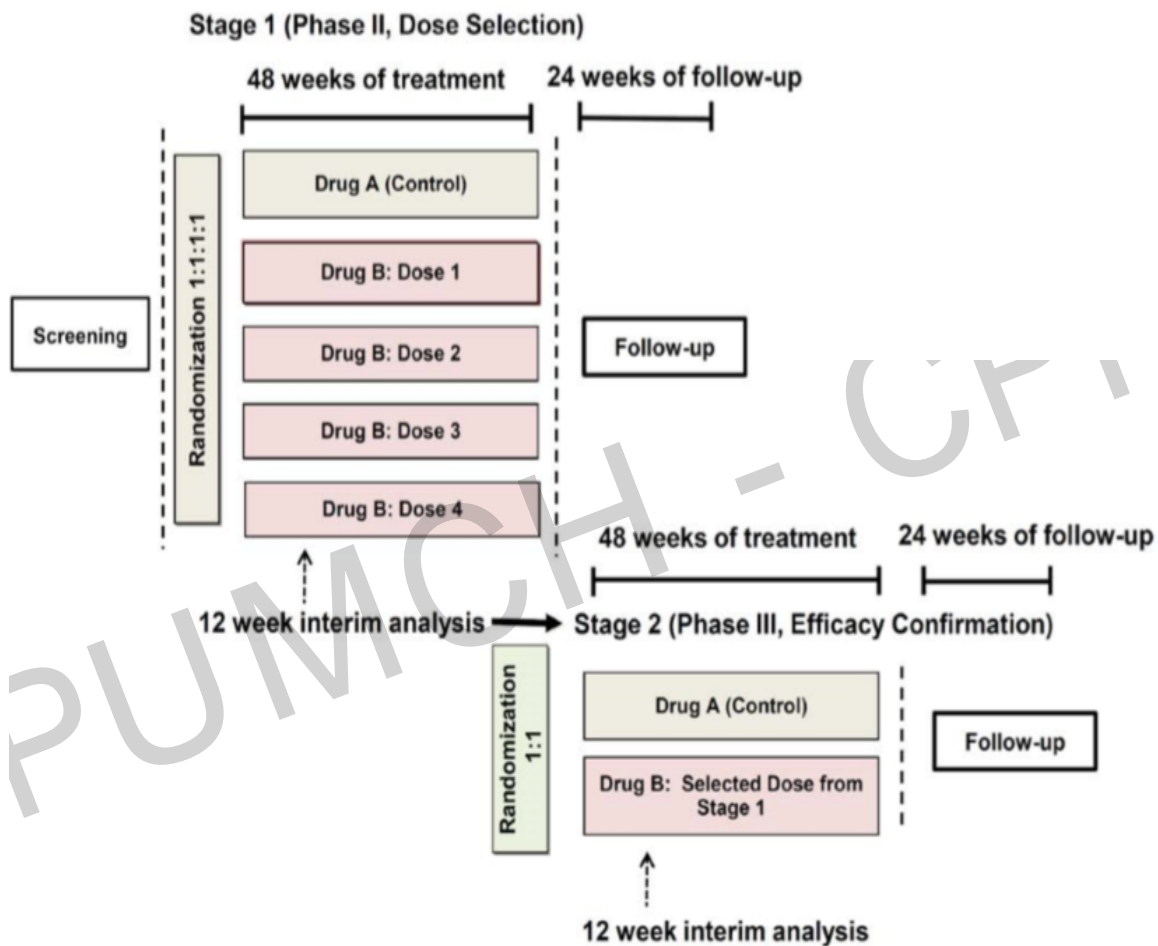 Stage 1 (Phase II, Dose Selection)
48 weeks of treatment
24 weeks of follow-up
Screening
Randomization 1:1:1:1:1
Drug A (Control)
Drug B: Dose 1
Drug B: Dose 2
Drug B: Dose 3
Drug B: Dose 4
Follow-up
12 week interim analysis
48 weeks of treatment
24 weeks of follow-up
Stage 2 (Phase III, Efficacy Confirmation)
Randomization
1:1
Drug A (Control)
Drug B: Selected Dose from
Stage 1
Follow-up
12 week interim analysis
PUMCH - CP